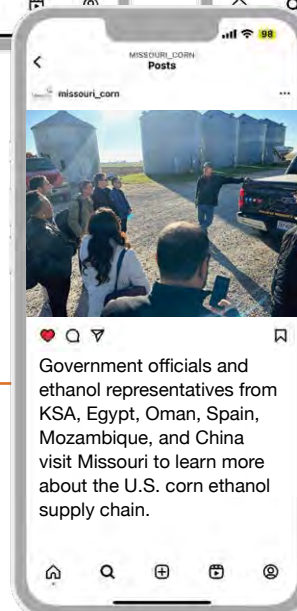 98
MISSOURI_CORN
Posts
missouri_corn
Government officials and
ethanol representatives from
KSA, Egypt, Oman, Spain,
Mozambique, and China
visit Missouri to learn more
about the U.S. corn ethanol
supply chain.